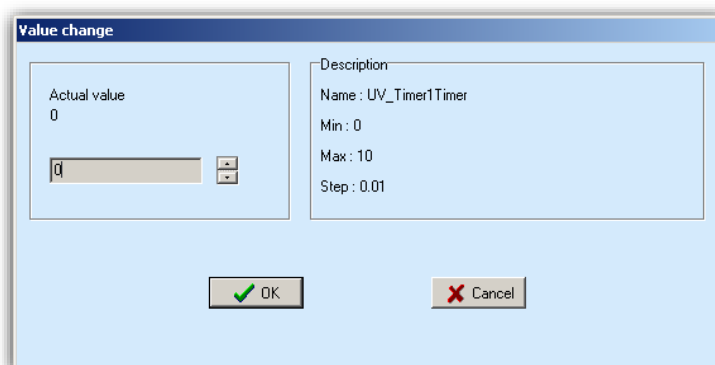 Value change
Actual value
0
0
Description
Name : UV_Timer1Timer
Min : 0
Max : 10
Step : 0.01
OK
Cancel